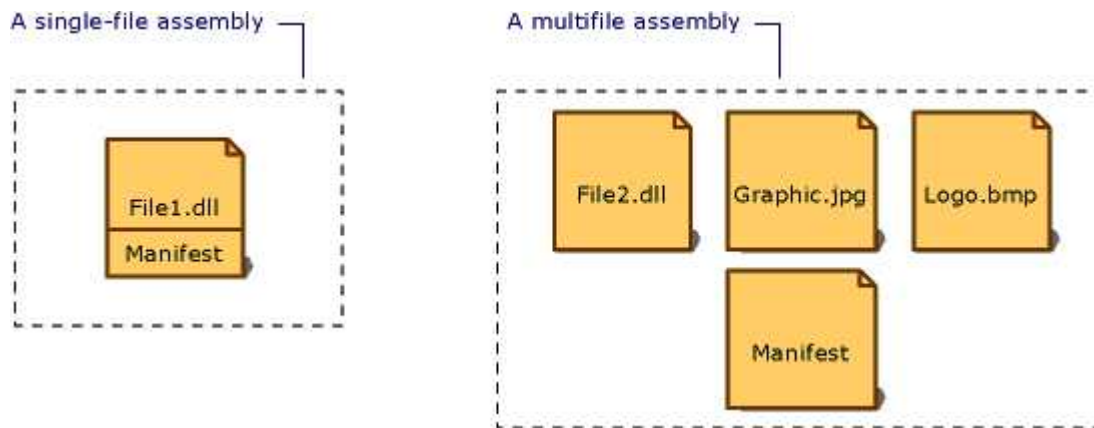 A single-file assembly
File1.dll
Manifest
A multifile assembly
File2.dll
Graphic.jpg
Logo.bmp
Manifest